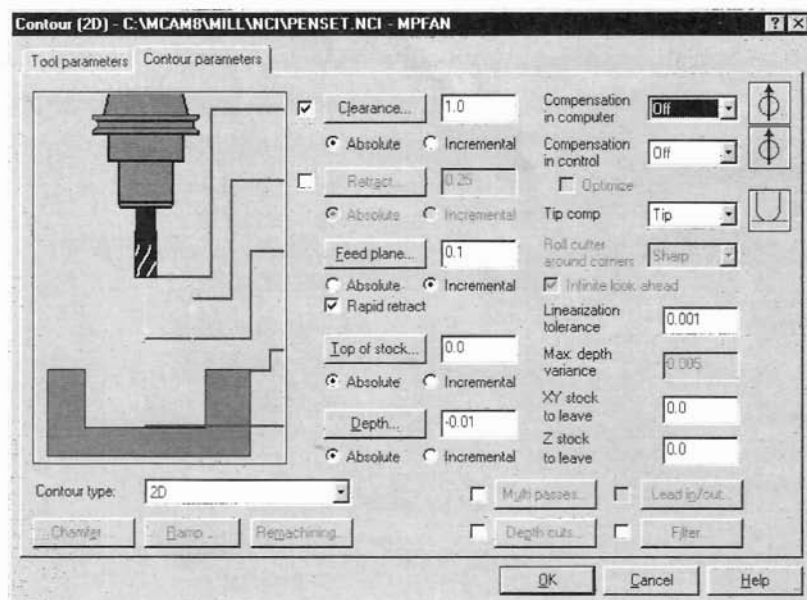 Contour (2D) - C:\MCAM8\MILL\NCI\PENSET.NCI - MPFAN
Tool parameters
Contour parameters
Clearance...
1.0
Absolute
Incremental
Retract...
0.25
Absolute
Incremental
Feed plane...
0.1
Absolute
Incremental
Rapid retract
Top of stock...
0.0
Absolute
Incremental
Depth...
-0.01
Absolute
Incremental
Compensation
in computer
Off
Compensation
in control
Off
Optimize
Tip comp
Tip
Roll cutter
around corners
Sharp
Infinite look ahead
Linearization
tolerance
0.001
Max. depth
variance
0.005
XY stock
to leave
0.0
Z stock
to leave
0.0
Contour type:
2D
Multi passes...
Lead in/out...
Chamfer...
Ramp...
Remachining...
Depth cuts...
Filter...
OK
Cancel
Help